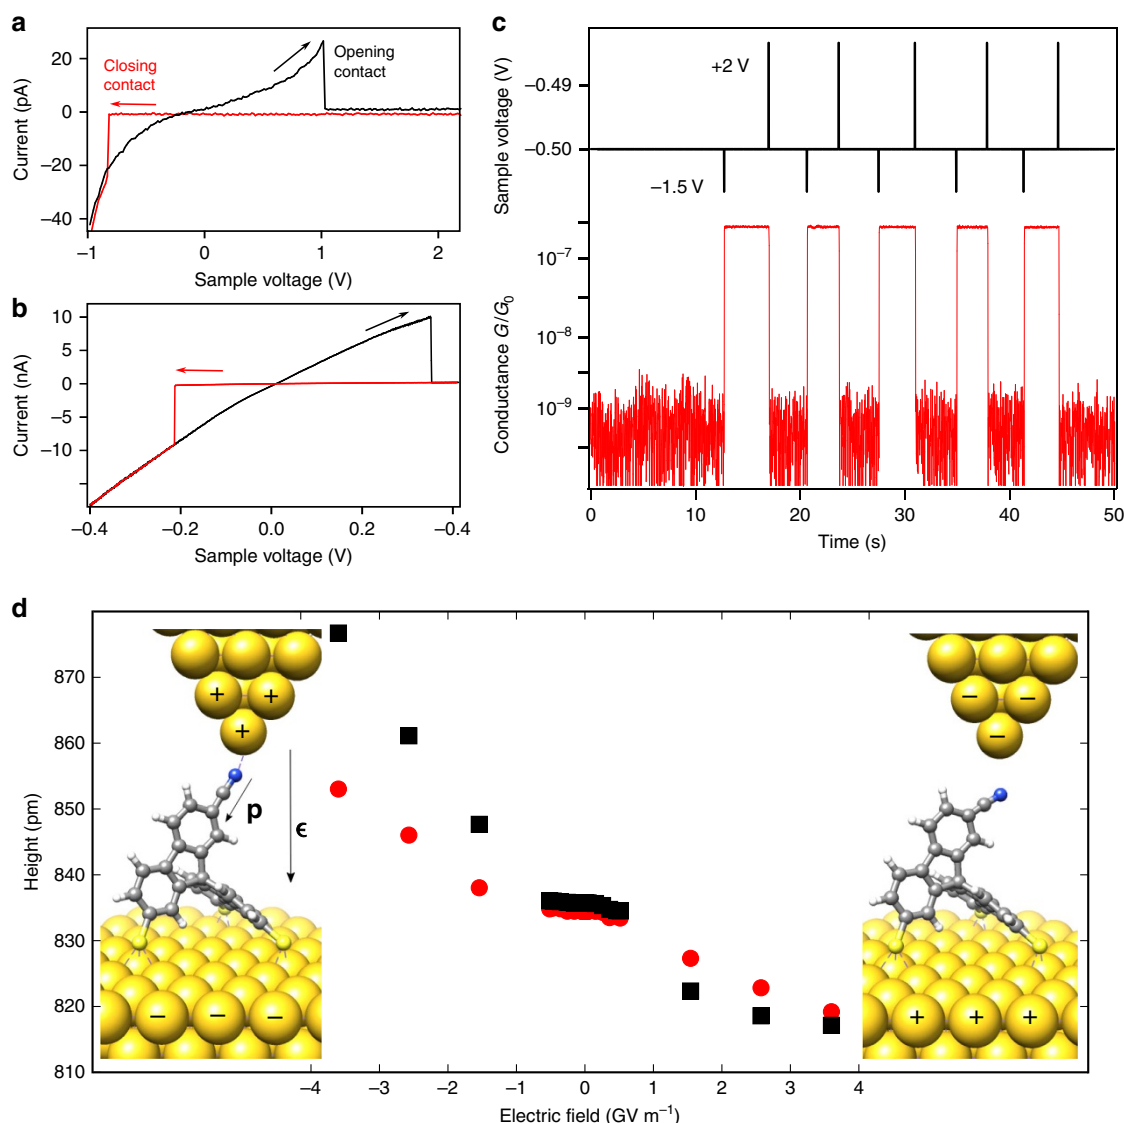 a
20
0
−20
−40
Current (pA)
Closing
contact
Opening
contact
−1
0
1
2
Sample voltage (V)
b
10
5
0
−5
−10
Current (nA)
−0.4
−0.2
0.0
0.2
−0.4
Sample voltage (V)
c
+2 V
−0.49
−0.50
−1.5 V
Sample voltage (V)
10⁻⁷
10⁻⁸
10⁻⁹
Conductance G/G₀
0
10
20
30
40
50
Time (s)
d
870
860
850
840
830
820
810
Height (pm)
+ +
+
p
ϵ
− − −
− −
−
+ + +
−4
−3
−2
−1
0
1
2
3
4
Electric field (GV m⁻¹)